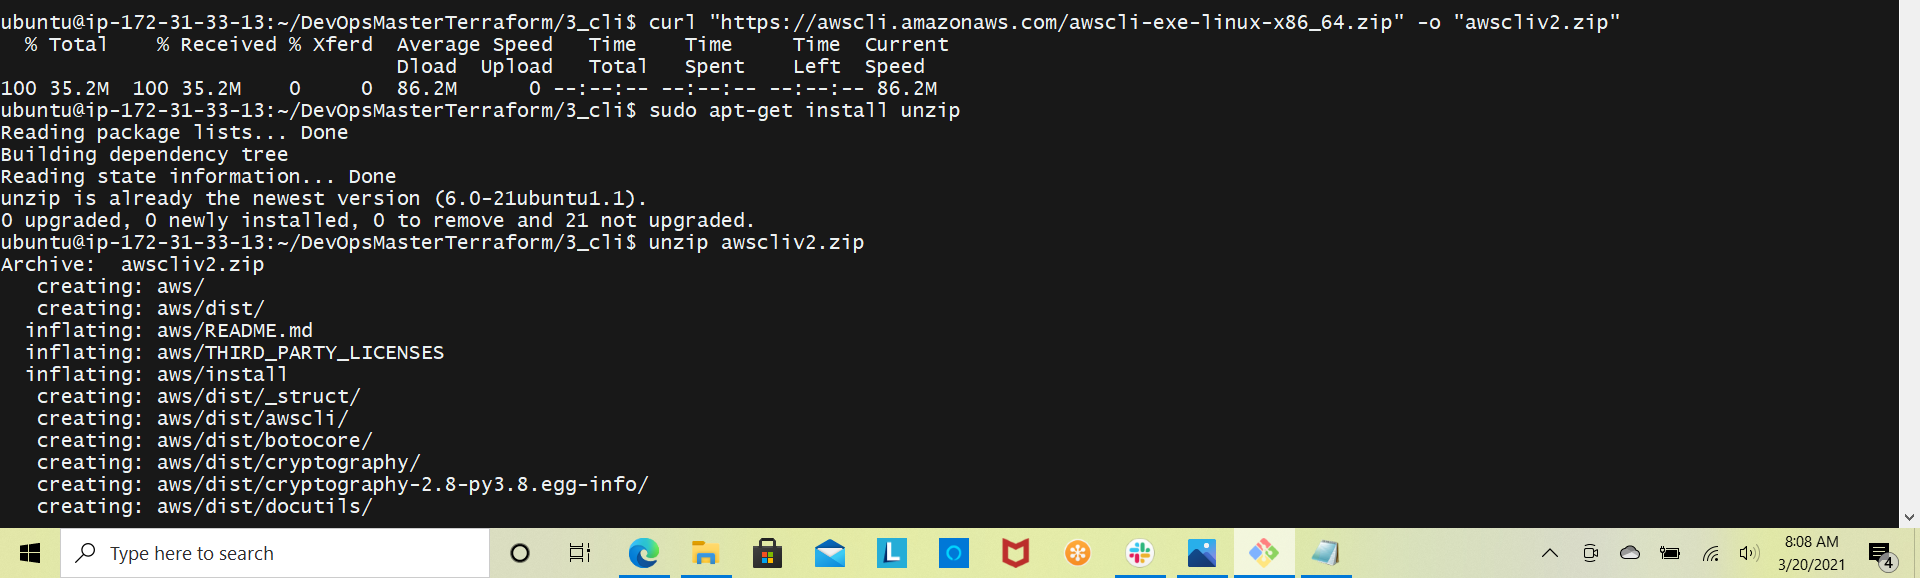 ubuntu@ip-172-31-33-13:~/DevOpsMasterTerraform/3_cli$ curl "https://awscli.amazonaws.com/awscli-exe-linux-x86_64.zip" -o "awscliv2.zip"
  % Total    % Received % Xferd  Average Speed   Time    Time     Time  Current
                                 Dload  Upload   Total   Spent    Left  Speed
100 35.2M  100 35.2M    0     0  86.2M      0 --:--:-- --:--:-- --:--:-- 86.2M
ubuntu@ip-172-31-33-13:~/DevOpsMasterTerraform/3_cli$ sudo apt-get install unzip
Reading package lists... Done
Building dependency tree
Reading state information... Done
unzip is already the newest version (6.0-21ubuntu1.1).
0 upgraded, 0 newly installed, 0 to remove and 21 not upgraded.
ubuntu@ip-172-31-33-13:~/DevOpsMasterTerraform/3_cli$ unzip awscliv2.zip
Archive:  awscliv2.zip
   creating: aws/
   creating: aws/dist/
  inflating: aws/README.md
  inflating: aws/THIRD_PARTY_LICENSES
  inflating: aws/install
   creating: aws/dist/_struct/
   creating: aws/dist/awscli/
   creating: aws/dist/botocore/
   creating: aws/dist/cryptography/
   creating: aws/dist/cryptography-2.8-py3.8.egg-info/
   creating: aws/dist/docutils/
Type here to search
L
8:08 AM
3/20/2021
4